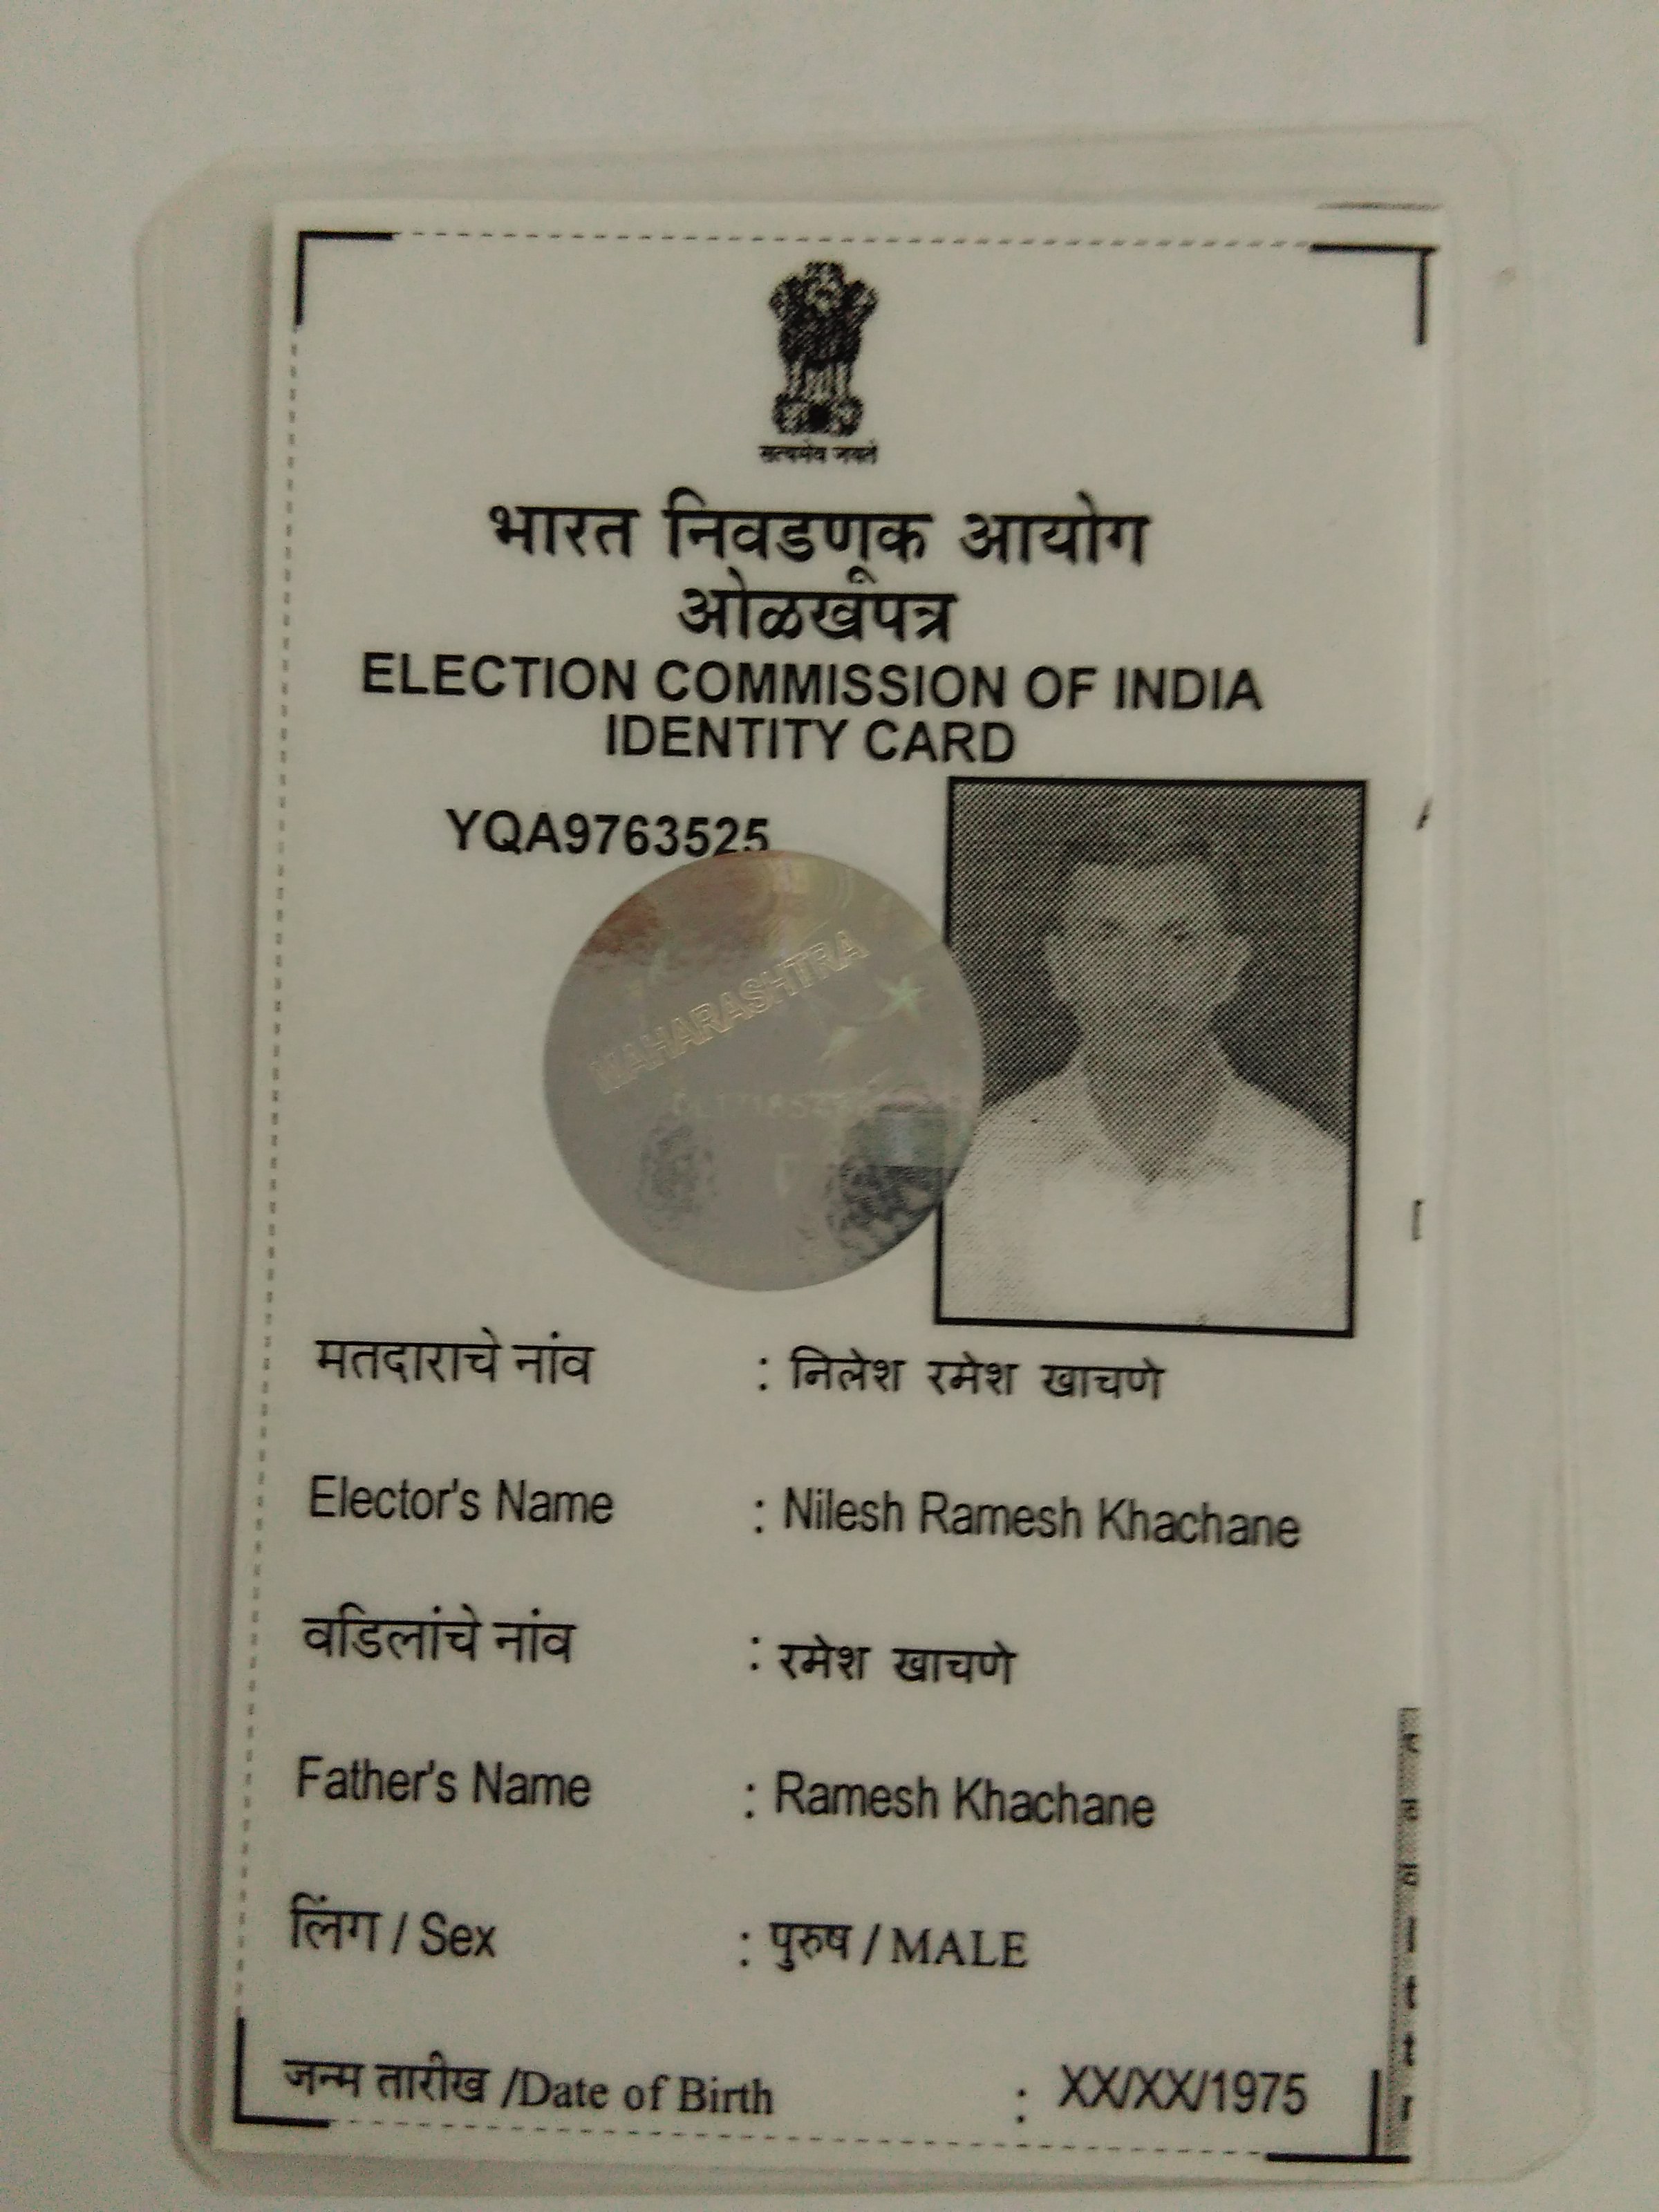 सत्यमेव जयते
भारत निवडणूक आयोग
ओळखपत्र
ELECTION COMMISSION OF INDIA
IDENTITY CARD
YQA9763525
MAHARASHTRA
मतदाराचे नांव : निलेश रमेश खाचणे
Elector's Name : Nilesh Ramesh Khachane
वडिलांचे नांव : रमेश खाचणे
Father's Name : Ramesh Khachane
लिंग / Sex : पुरुष / MALE
जन्म तारीख /Date of Birth : XX/XX/1975